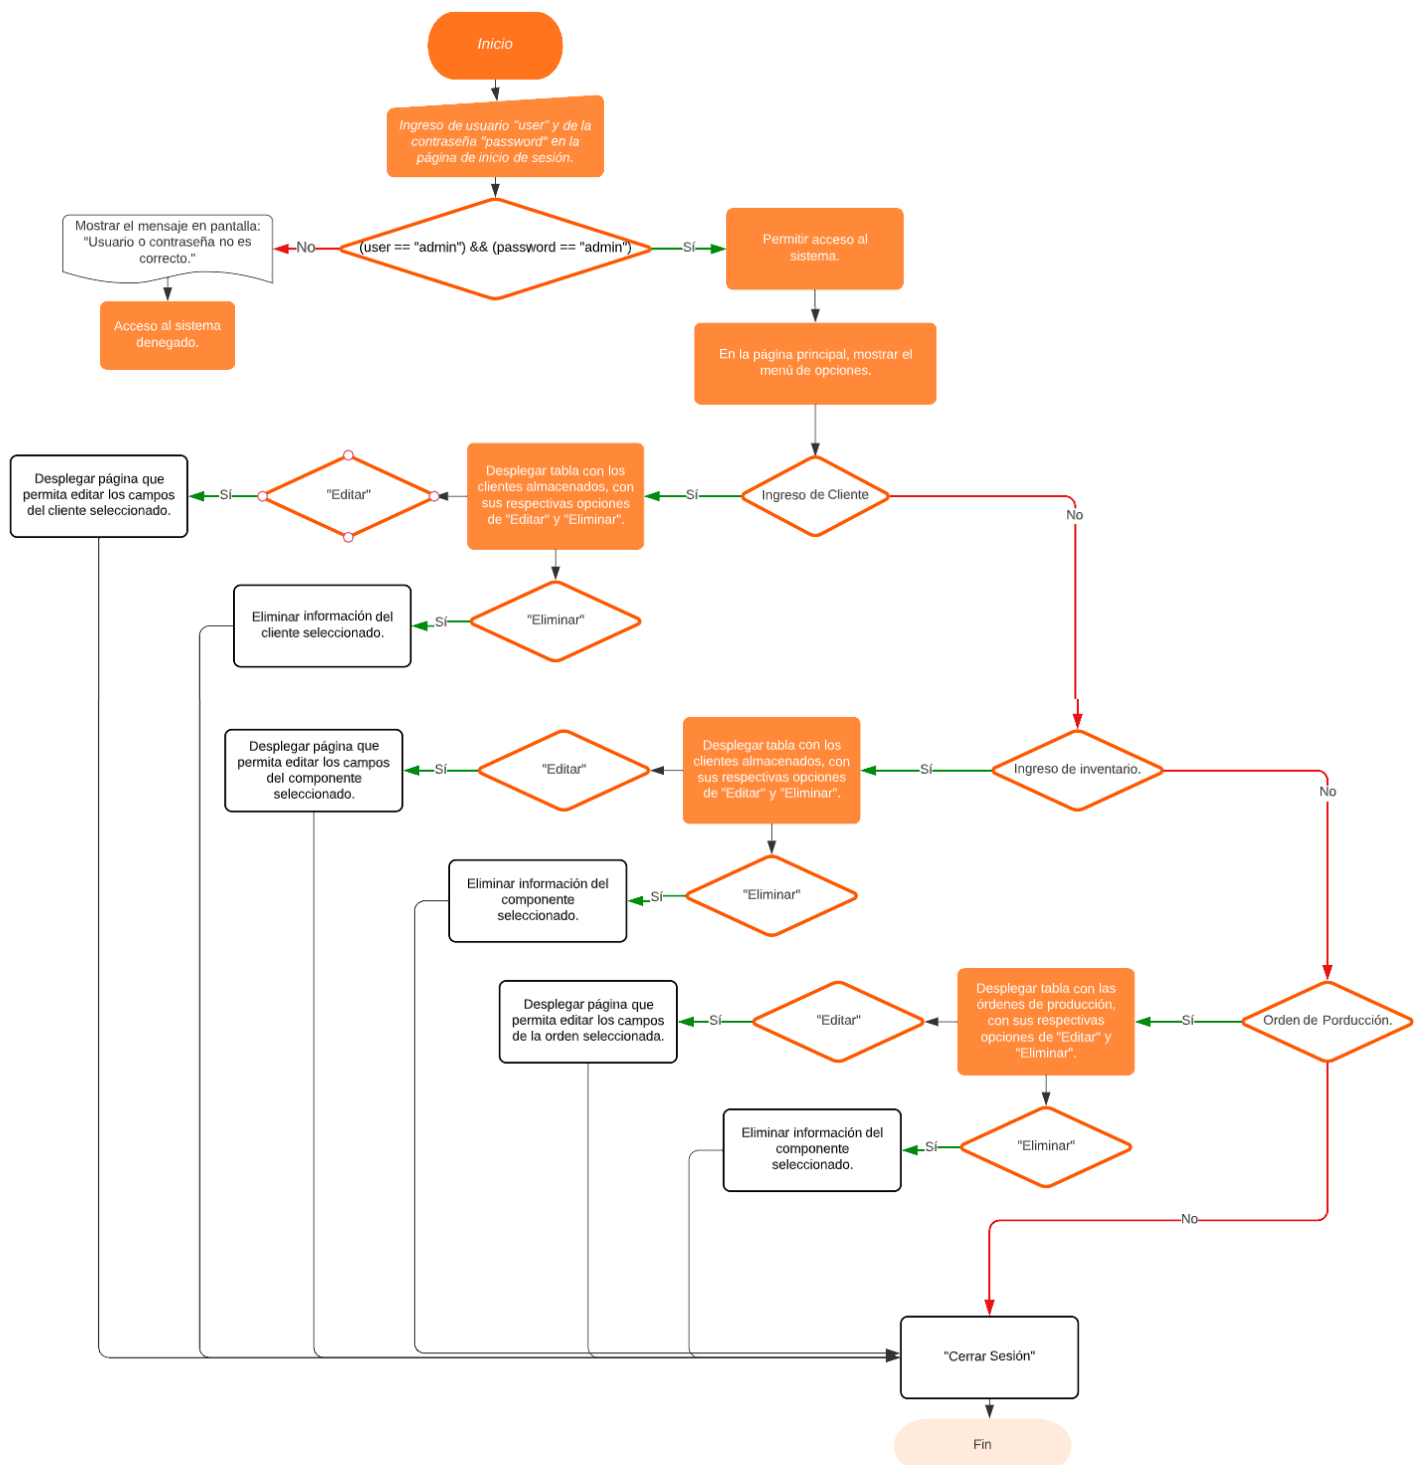 Inicio
Ingreso de usuario "user" y de la
contraseña "password" en la
página de inicio de sesión.
Mostrar el mensaje en pantalla:
"Usuario o contraseña no es
correcto."
No
(user == "admin") && (password == "admin")
Sí
Permitir acceso al
sistema.
Acceso al sistema
denegado.
En la página principal, mostrar el
menú de opciones.
Desplegar página que
permita editar los campos
del cliente seleccionado.
Sí
"Editar"
Desplegar tabla con los
clientes almacenados, con
sus respectivas opciones
de "Editar" y "Eliminar".
Sí
Ingreso de Cliente
No
Eliminar información del
cliente seleccionado.
Sí
"Eliminar"
Desplegar página que
permita editar los campos
del componente
seleccionado.
Sí
"Editar"
Desplegar tabla con los
clientes almacenados, con
sus respectivas opciones
de "Editar" y "Eliminar".
Sí
Ingreso de inventario.
No
Eliminar información del
componente
seleccionado.
Sí
"Eliminar"
Desplegar página que
permita editar los campos
de la orden seleccionada.
Sí
"Editar"
Desplegar tabla con las
órdenes de producción,
con sus respectivas
opciones de "Editar" y
"Eliminar".
Sí
Orden de Porducción.
Eliminar información del
componente
seleccionado.
Sí
"Eliminar"
No
"Cerrar Sesión"
Fin